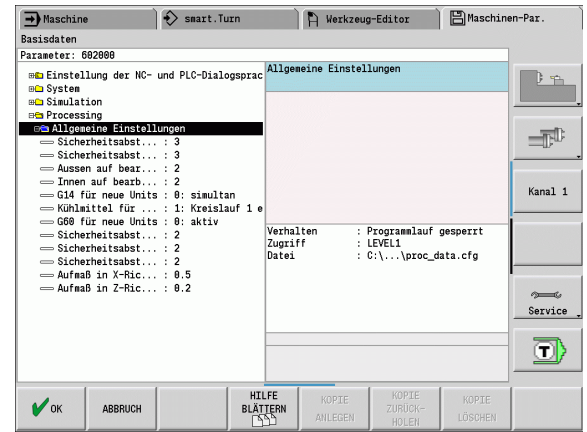 Maschine
smart.Turn
Werkzeug-Editor
Maschinen-Par.
Basisdaten
Parameter: 602000
Einstellung der NC- und PLC-Dialogsprac
System
Simulation
Processing
Allgemeine Einstellungen
Sicherheitsabst... : 3
Sicherheitsabst... : 3
Aussen auf bear... : 2
Innen auf bearb... : 2
G14 für neue Units : 0: simultan
Kühlmittel für ... : 1: Kreislauf 1 e
G60 für neue Units : 0: aktiv
Sicherheitsabst... : 2
Sicherheitsabst... : 2
Sicherheitsabst... : 2
Aufmaß in X-Ric... : 0.5
Aufmaß in Z-Ric... : 0.2
Allgemeine Einstellungen
Verhalten : Programmlauf gesperrt
Zugriff : LEVEL1
Datei : C:\...\proc_data.cfg
Kanal 1
Service
T
OK
ABBRUCH
HILFE
BLÄTTERN
KOPIE
ANLEGEN
KOPIE
ZURÜCK-
HOLEN
KOPIE
LÖSCHEN